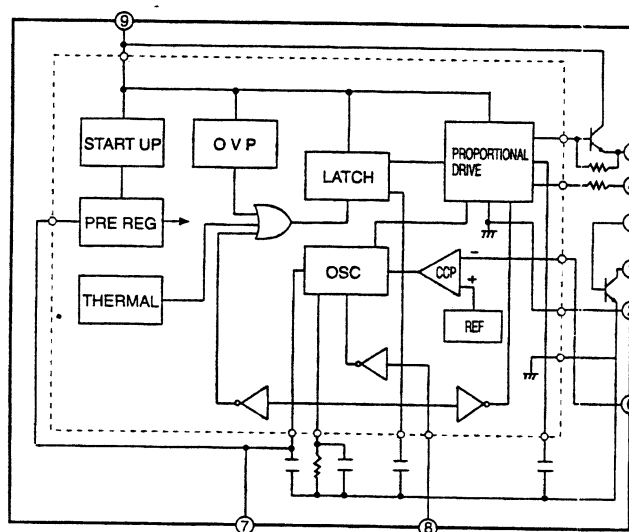 9
START UP
O V P
LATCH
PROPORTIONAL
DRIVE
PRE REG
THERMAL
OSC
CCP
-
+
REF
7
8